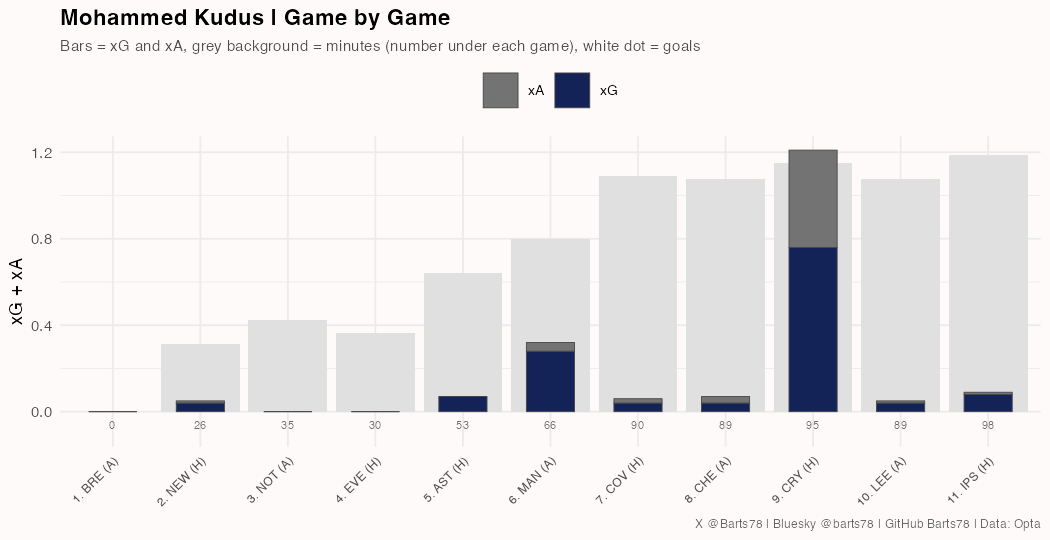 Mohammed Kudus | Game by Game
Bars = xG and xA, grey background = minutes (number under each game), white dot = goals
xA xG
xG + xA
1.2
0.8
0.4
0.0
0 26 35 30 53 66 90 89 95 89 98
1. BRE (A) 2. NEW (H) 3. NOT (A) 4. EVE (H) 5. AST (H) 6. MAN (A) 7. COV (H) 8. CHE (A) 9. CRY (H) 10. LEE (A) 11. IPS (H)
X @Barts78 | Bluesky @barts78 | GitHub Barts78 | Data: Opta